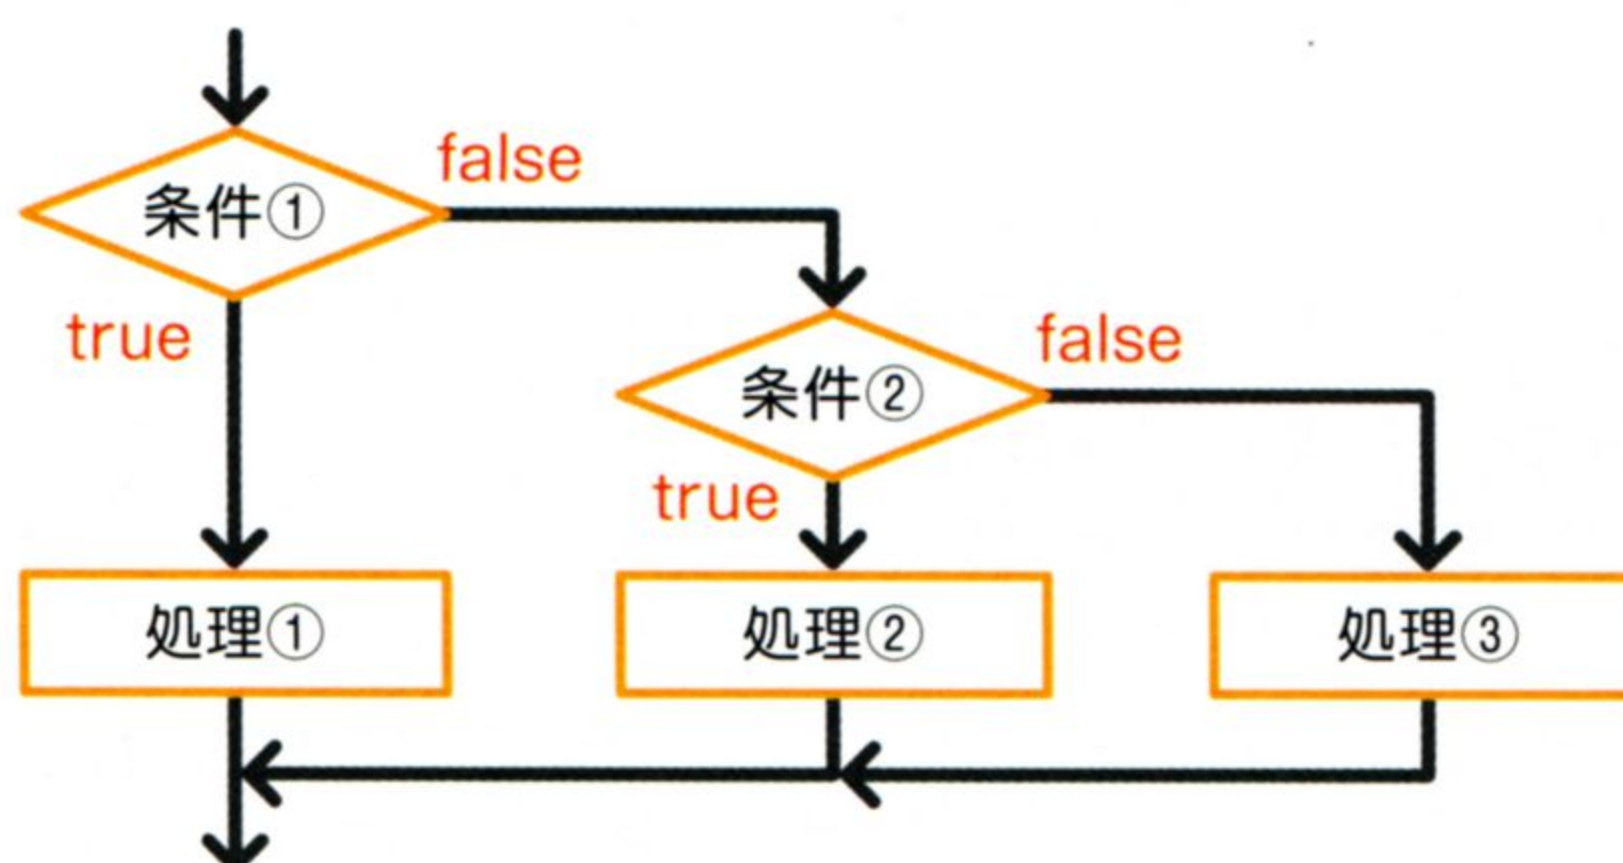 false
条件①
true
false
条件②
true
処理①
処理②
処理③